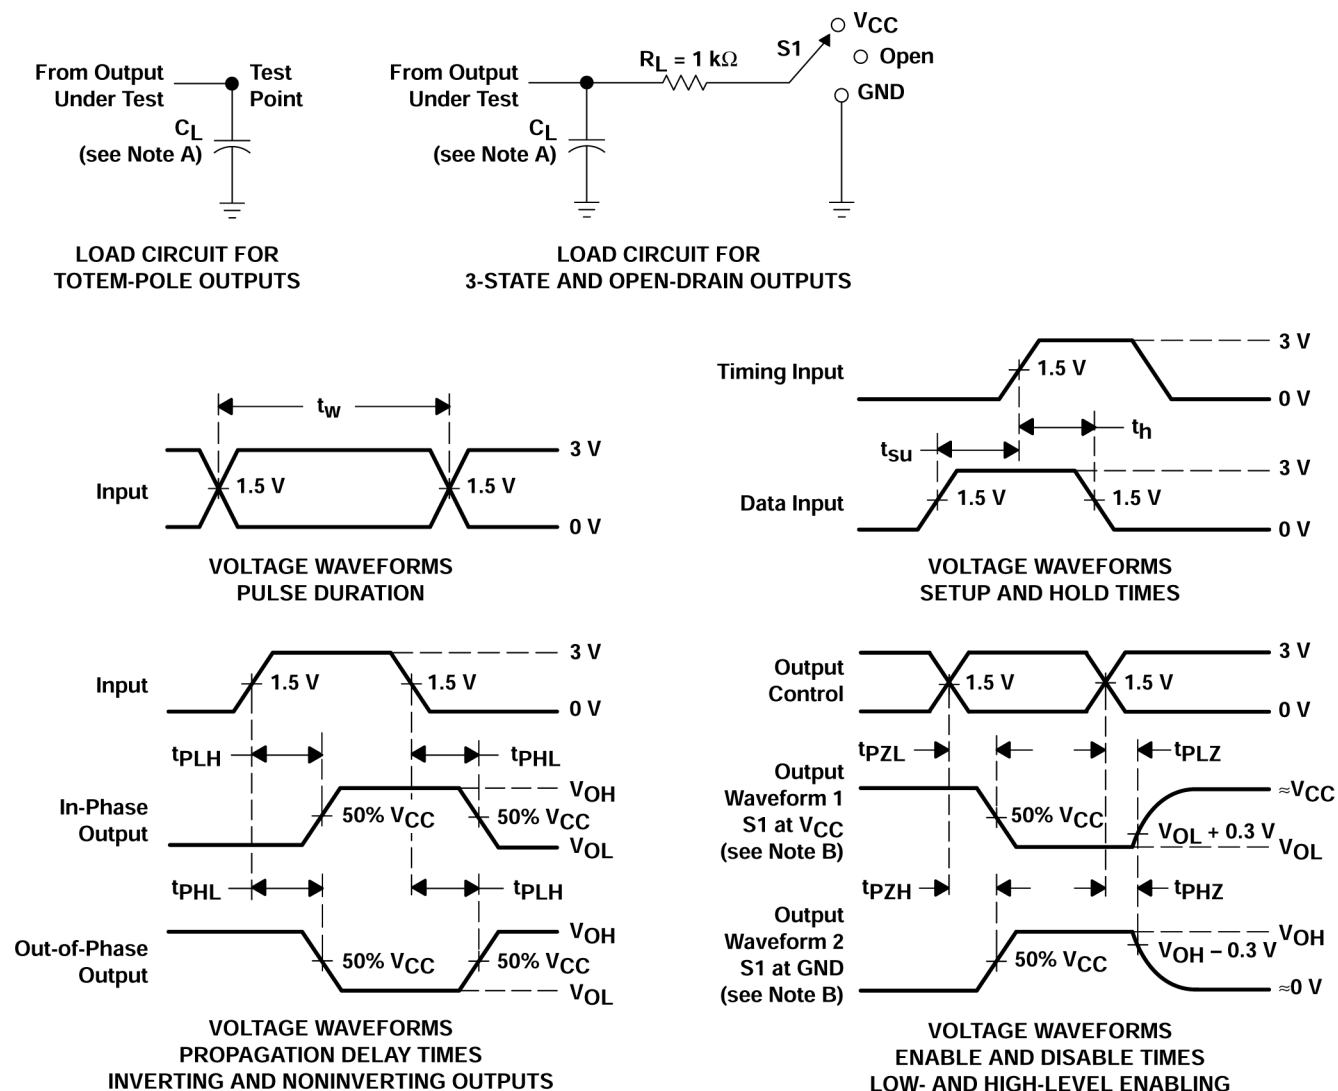 From Output
Under Test
Test
Point
CL
(see Note A)
LOAD CIRCUIT FOR
TOTEM-POLE OUTPUTS
From Output
Under Test
RL = 1 kΩ
S1
VCC
Open
GND
CL
(see Note A)
LOAD CIRCUIT FOR
3-STATE AND OPEN-DRAIN OUTPUTS
tw
Input
1.5 V
1.5 V
3 V
0 V
VOLTAGE WAVEFORMS
PULSE DURATION
Timing Input
1.5 V
3 V
0 V
tsu
th
Data Input
1.5 V
1.5 V
3 V
0 V
VOLTAGE WAVEFORMS
SETUP AND HOLD TIMES
Input
1.5 V
1.5 V
3 V
0 V
tPLH
tPHL
In-Phase
Output
50% VCC
50% VCC
VOH
VOL
tPHL
tPLH
Out-of-Phase
Output
50% VCC
50% VCC
VOH
VOL
VOLTAGE WAVEFORMS
PROPAGATION DELAY TIMES
INVERTING AND NONINVERTING OUTPUTS
Output
Control
1.5 V
1.5 V
3 V
0 V
tPZL
tPLZ
Output
Waveform 1
S1 at VCC
(see Note B)
50% VCC
VOL + 0.3 V
≈VCC
VOL
tPZH
tPHZ
Output
Waveform 2
S1 at GND
(see Note B)
50% VCC
VOH − 0.3 V
VOH
≈0 V
VOLTAGE WAVEFORMS
ENABLE AND DISABLE TIMES
LOW- AND HIGH-LEVEL ENABLING